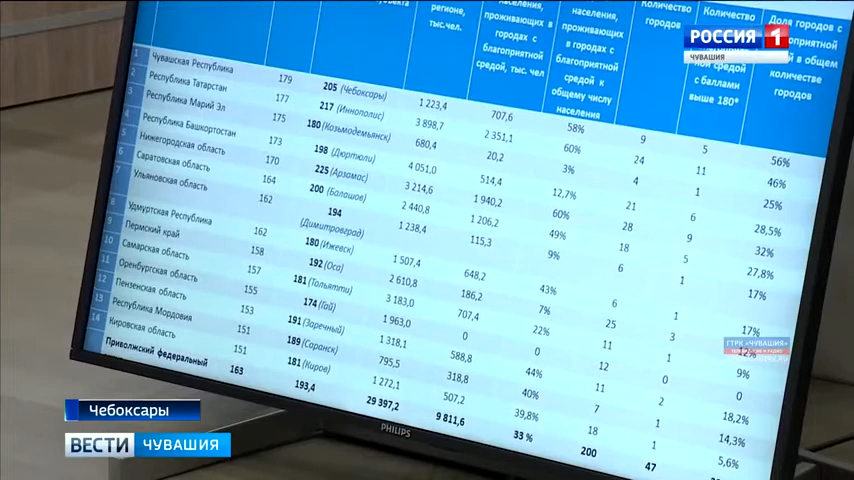 регионе,
тыс.чел.
населения,
проживающих в
городах с
благоприятной
средой, тыс. чел
населения,
проживающих
в городах с
благоприятной
средой к
общему числу
населения
Количество
городов
Количество
средой
с баллами
выше 180*
Доля городов с
в общем
количестве
городов
1 Чувашская Республика 179 205 (Чебоксары) 1 223,4 707,6 58% 9 5 56%
2 Республика Татарстан 177 217 (Иннополис) 3 898,7 2 351,1 60% 24 11 46%
3 Республика Марий Эл 175 180 (Козьмодемьянск) 680,4 20,2 3% 4 1 25%
4 Республика Башкортостан 173 198 (Дюртюли) 4 051,0 514,4 12,7% 21 6 28,5%
5 Нижегородская область 170 225 (Арзамас) 3 214,6 1 940,2 60% 28 9 32%
6 Саратовская область 164 200 (Балашов) 2 440,8 1 206,2 49% 18 5 27,8%
7 Ульяновская область 162 194 (Димитровград) 1 238,4 115,3 9% 6 1 17%
8 Удмуртская Республика 162 180 (Ижевск) 1 507,4 648,2 43% 6 1 17%
9 Пермский край 158 192 (Оса) 2 610,8 186,2 7% 25 3
10 Самарская область 157 181 (Тольятти) 3 183,0 707,4 22% 11 1 9%
11 Оренбургская область 155 174 (Гай) 1 963,0 0 0 12 0 0
12 Пензенская область 153 191 (Заречный) 1 318,1 588,8 44% 11 2 18,2%
13 Республика Мордовия 151 189 (Саранск) 795,5 318,8 40% 7 1 14,3%
14 Кировская область 151 181 (Киров) 1 272,1 507,2 39,8% 18 1 5,6%
Приволжский федеральный 163 193,4 29 397,2 9 811,6 33 % 200 47
PHILIPS
РОССИЯ 1
ЧУВАШИЯ
ГТРК «ЧУВАШИЯ»
ТЕЛЕВИДЕНИЕ И РАДИО
Чебоксары
ВЕСТИ ЧУВАШИЯ